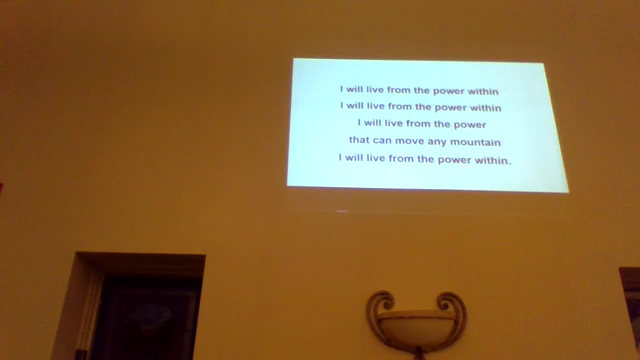 I will live from the power within
I will live from the power within
I will live from the power
that can move any mountain
I will live from the power within.